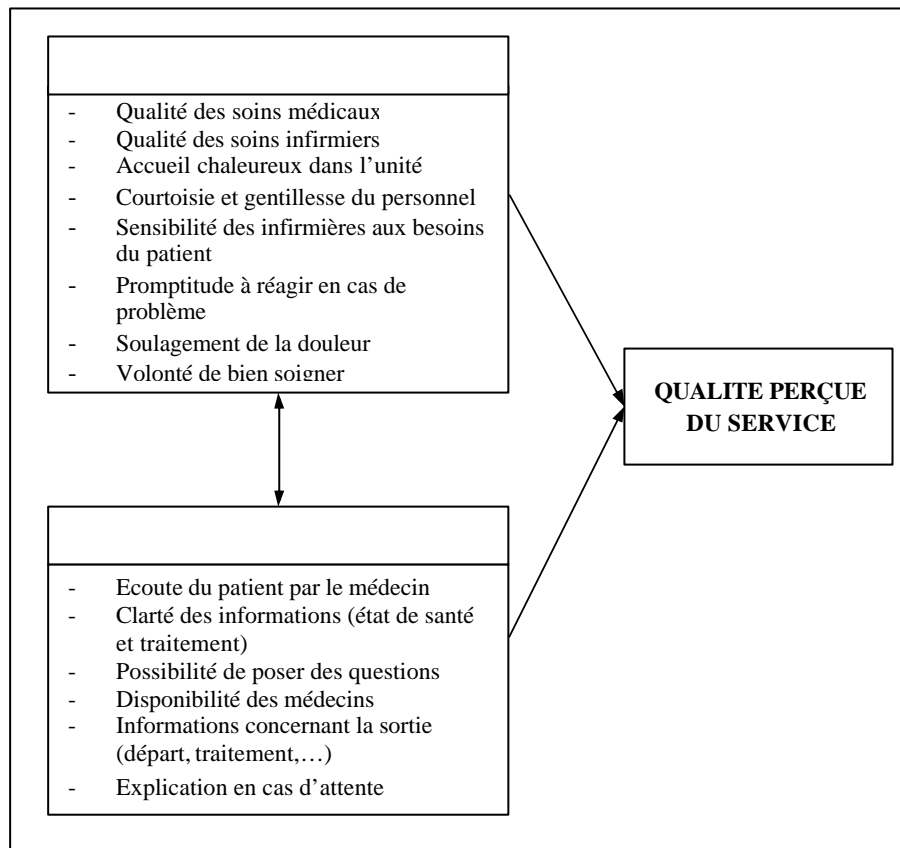 - Qualité des soins médicaux
- Qualité des soins infirmiers
- Accueil chaleureux dans l’unité
- Courtoisie et gentillesse du personnel
- Sensibilité des infirmières aux besoins
du patient
- Promptitude à réagir en cas de
problème
- Soulagement de la douleur
- Volonté de bien soigner
QUALITE PERÇUE
DU SERVICE
- Ecoute du patient par le médecin
- Clarté des informations (état de santé
et traitement)
- Possibilité de poser des questions
- Disponibilité des médecins
- Informations concernant la sortie
(départ, traitement,…)
- Explication en cas d’attente